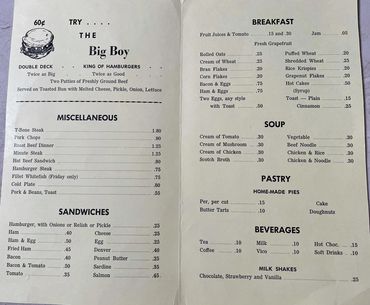 60¢ TRY . . . .
THE
Big Boy
DOUBLE DECK - - KING OF HAMBURGERS - -
Twice as Big Twice as Good
Two Patties of Freshly Ground Beef
Served on Toasted Bun with Melted Cheese, Pickle, Onion, Lettuce
MISCELLANEOUS
T-Bone Steak 1.80
Pork Chops .90
Roast Beef Dinner 1.25
Minute Steak 1.25
Hot Beef Sandwich .60
Hamburger Steak .75
Fillet Whitefish (Friday only) .75
Cold Plate .60
Pork & Beans, Toast .55
SANDWICHES
Hamburger, with Onions or Relish or Pickle .25
Ham .40
Ham & Egg .50
Fried Ham .45
Bacon .40
Bacon & Tomato .50
Tomato .35
Cheese .25
Egg .25
Denver .40
Peanut Butter .25
Sardine .35
Salmon .35
BREAKFAST
Fruit Juices & Tomato .15 and .30 Jam .05
Fresh Grapefruit
Rolled Oats .25
Cream of Wheat .25
Bran Flakes .20
Corn Flakes .20
Bacon & Eggs .75
Ham & Eggs .75
Two Eggs, any style
with Toast .50
Puffed Wheat .20
Shredded Wheat .25
Rice Krispies .20
Grapenut Flakes .20
Hot Cakes .50
(Syrup)
Toast — Plain .15
Cinnamon .25
SOUP
Cream of Tomato .30
Cream of Mushroom .30
Cream of Chicken .30
Scotch Broth .30
Vegetable .30
Beef Noodle .30
Chicken & Rice .30
Chicken & Noodle .30
PASTRY
HOME-MADE PIES
Per, per cut .15
Butter Tarts .10
Cake
Doughnuts
BEVERAGES
Tea .10
Coffee .10
Milk .10
Vico .10
Hot Choc. .15
Soft Drinks .10
MILK SHAKES
Chocolate, Strawberry and Vanilla .25